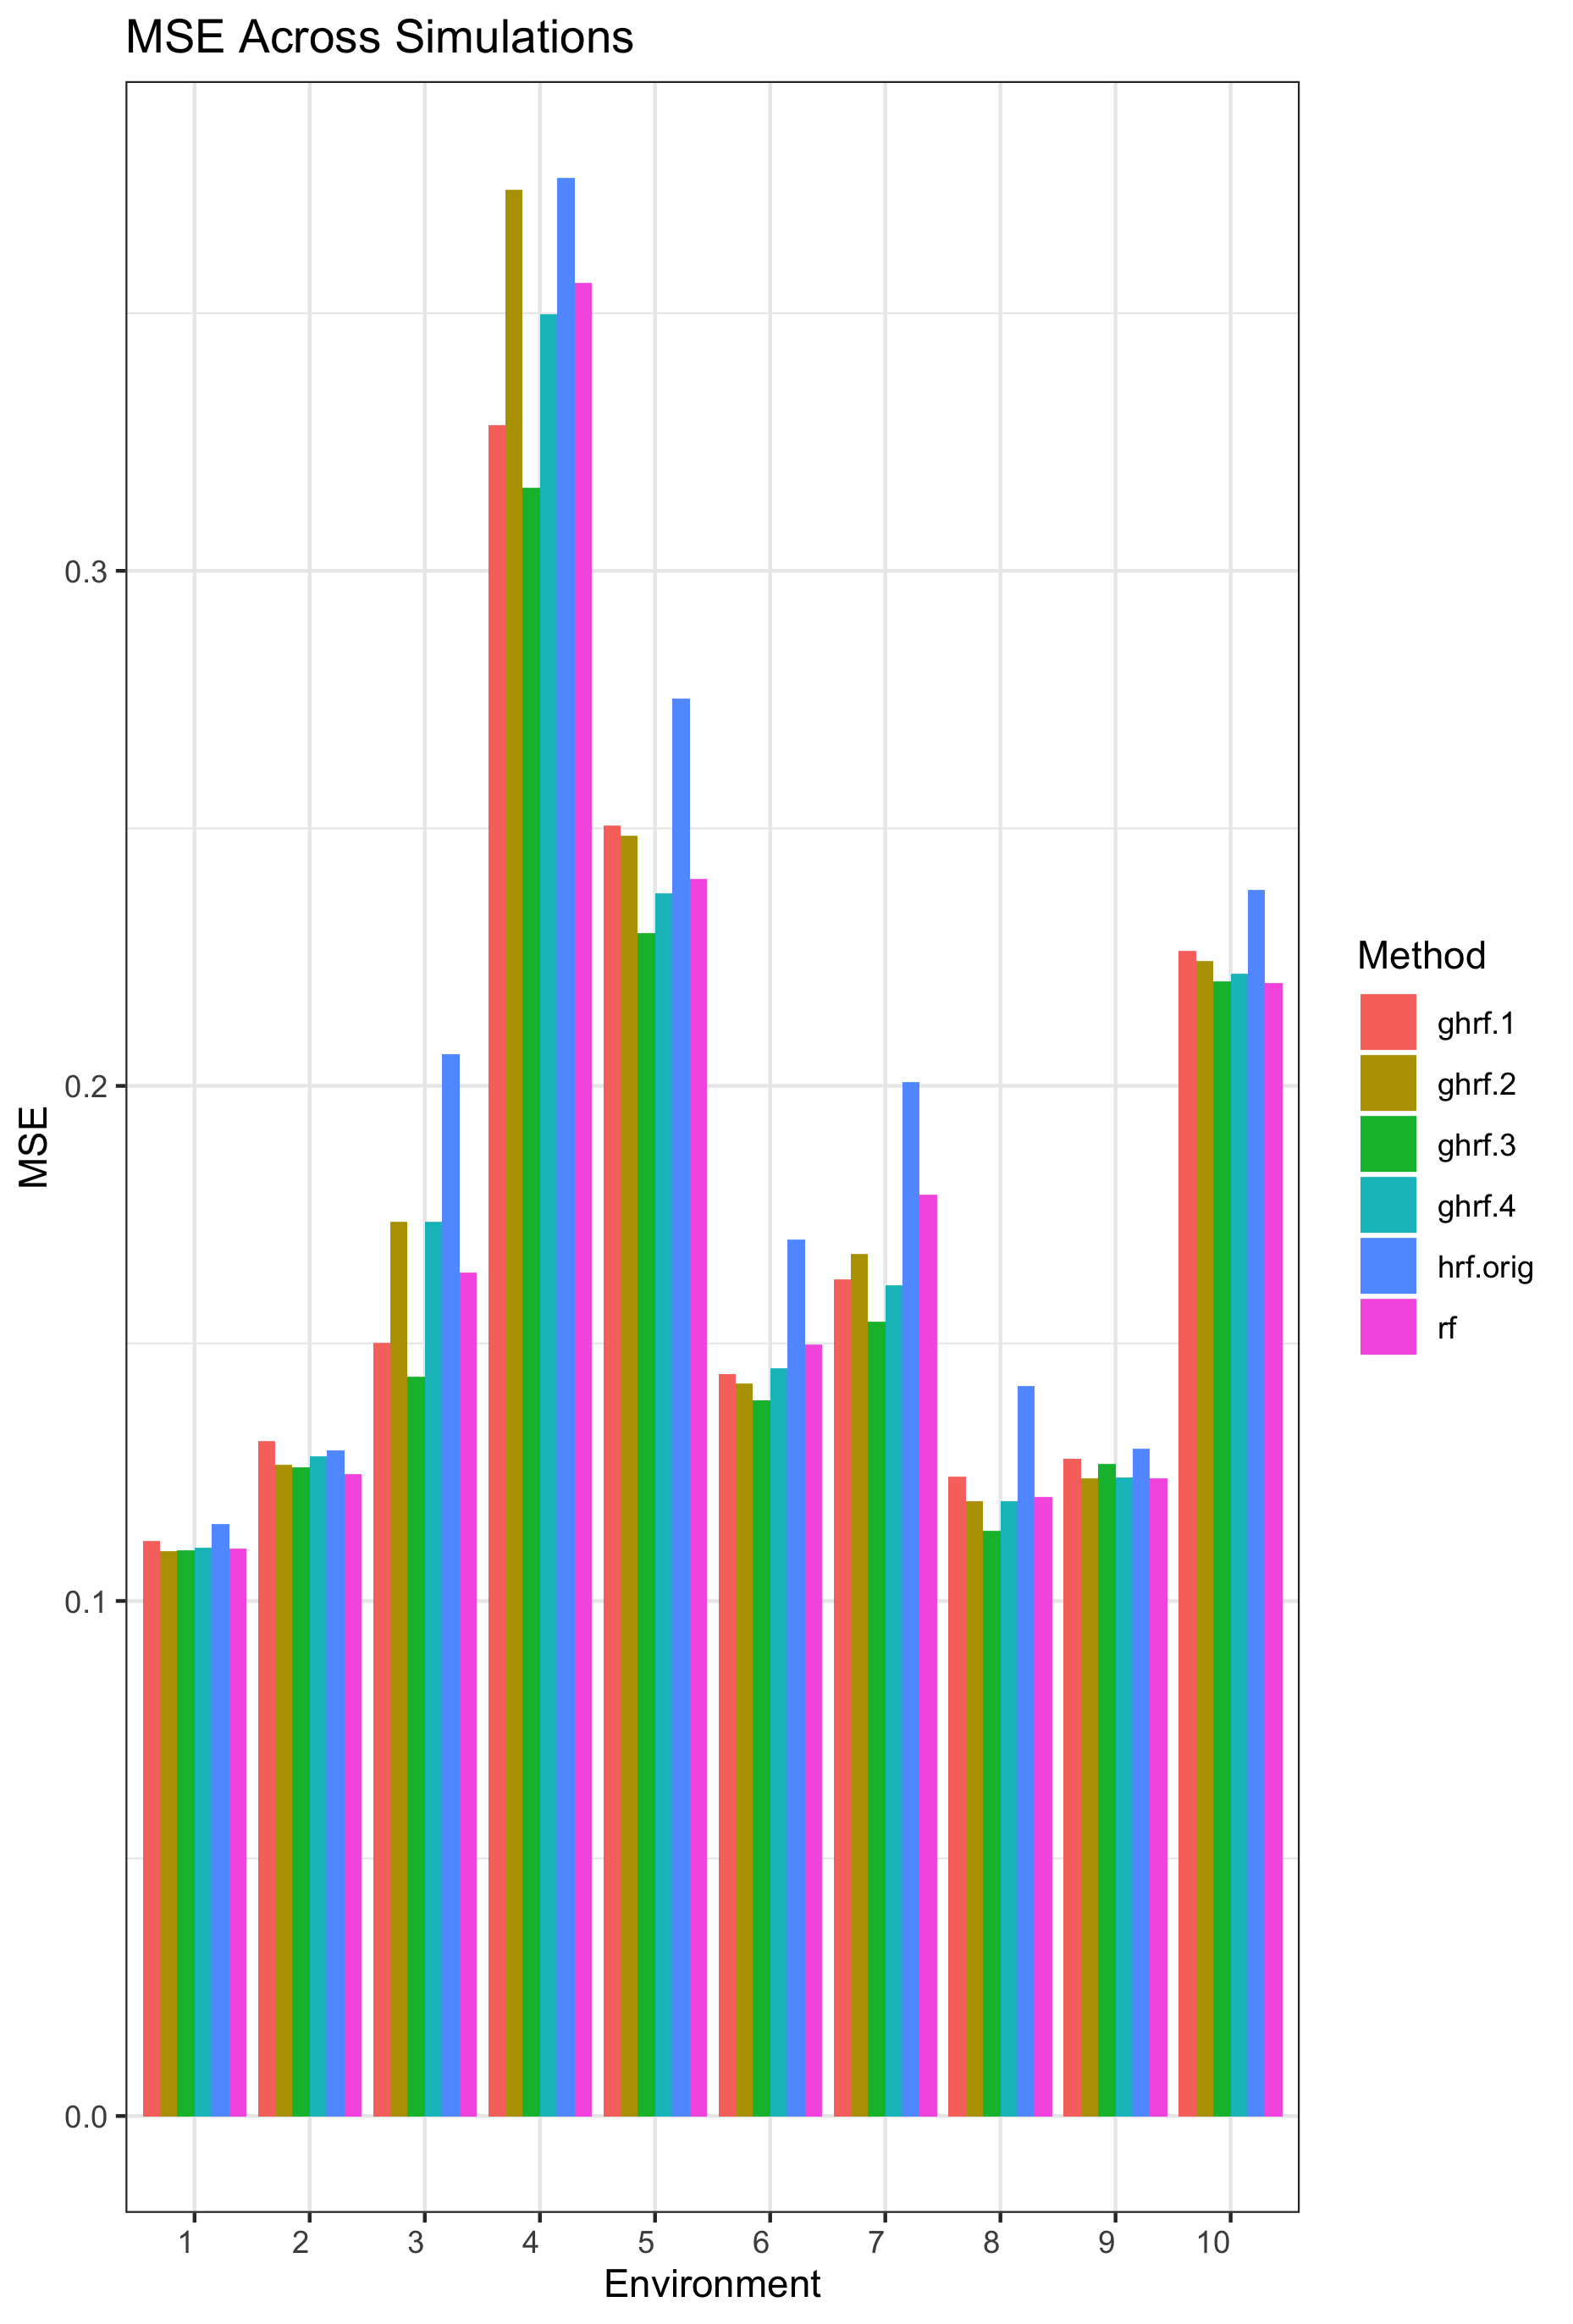 MSE Across Simulations
MSE
0.3
0.2
0.1
0.0
1 2 3 4 5 6 7 8 9 10
Environment
Method
ghrf.1
ghrf.2
ghrf.3
ghrf.4
hrf.orig
rf